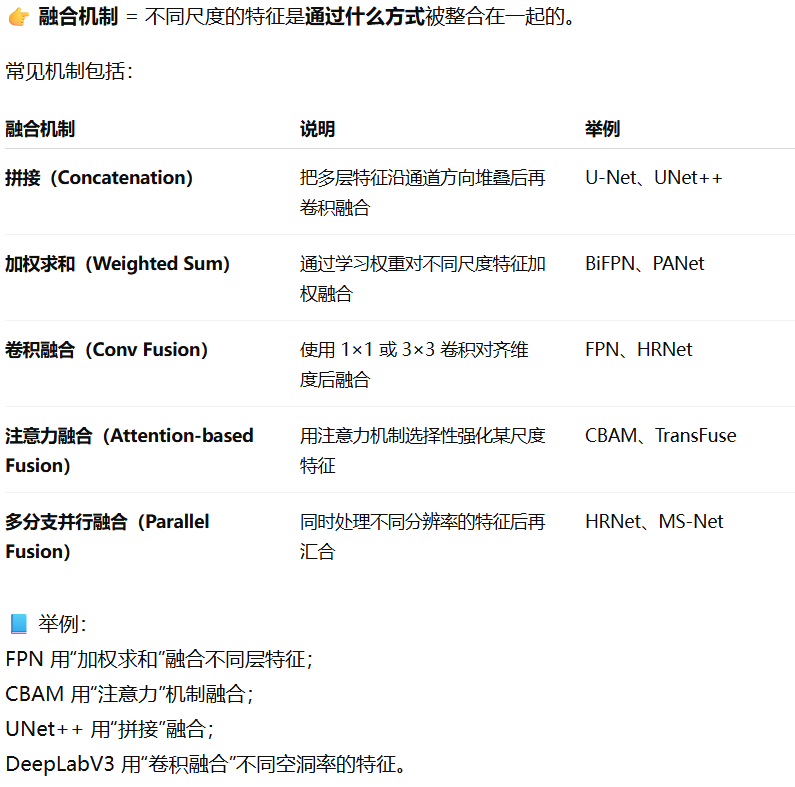 👉 融合机制 = 不同尺度的特征是通过什么方式被整合在一起的。
常见机制包括：
融合机制 说明 举例
拼接（Concatenation） 把多层特征沿通道方向堆叠后再 U-Net、UNet++
卷积融合
加权求和（Weighted Sum） 通过学习权重对不同尺度特征加 BiFPN、PANet
权融合
卷积融合（Conv Fusion） 使用 1×1 或 3×3 卷积对齐维 FPN、HRNet
度后融合
注意力融合（Attention-based 用注意力机制选择性强化某尺度 CBAM、TransFuse
Fusion） 特征
多分支并行融合（Parallel 同时处理不同分辨率的特征后再 HRNet、MS-Net
Fusion） 汇合
📘 举例：
FPN 用“加权求和”融合不同层特征；
CBAM 用“注意力”机制融合；
UNet++ 用“拼接”融合；
DeepLabV3 用“卷积融合”不同空洞率的特征。